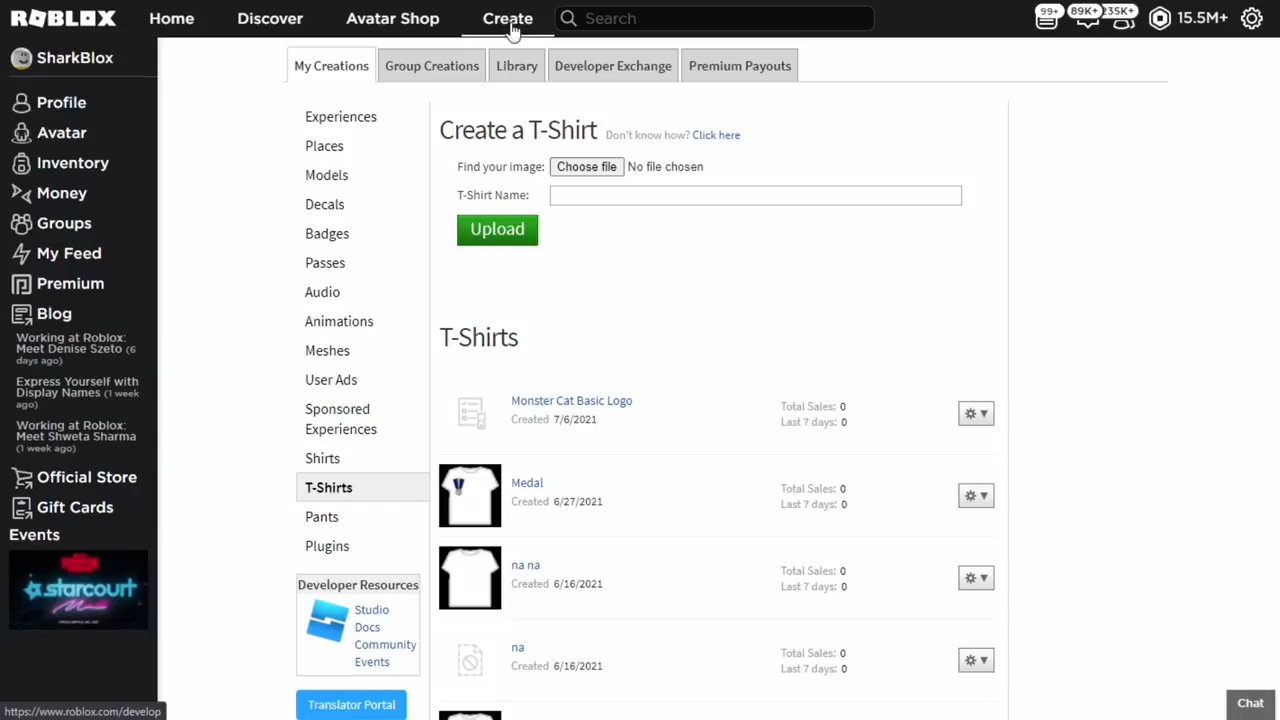 ROBLOX Home Discover Avatar Shop Create Search 99+ 89K+ 235K+ 15.5M+
SharkBlox
Profile
Avatar
Inventory
Money
Groups
My Feed
Premium
Blog
Working at Roblox:
Meet Denise Szeto (6
days ago)
Express Yourself with
Display Names (1 week
ago)
Working at Roblox:
Meet Shweta Sharma
(1 week ago)
Official Store
Gift Cards
Events
starcourt
https://www.roblox.com/develop
My Creations Group Creations Library Developer Exchange Premium Payouts
Experiences
Places
Models
Decals
Badges
Passes
Audio
Animations
Meshes
User Ads
Sponsored
Experiences
Shirts
T-Shirts
Pants
Plugins
Developer Resources
Studio
Docs
Community
Events
Translator Portal
Create a T-Shirt Don't know how? Click here
Find your image: Choose file No file chosen
T-Shirt Name:
Upload
T-Shirts
Monster Cat Basic Logo
Created 7/6/2021
Total Sales: 0
Last 7 days: 0
Medal
Created 6/27/2021
Total Sales: 0
Last 7 days: 0
na na
Created 6/16/2021
Total Sales: 0
Last 7 days: 0
na
Created 6/16/2021
Total Sales: 0
Last 7 days: 0
Chat